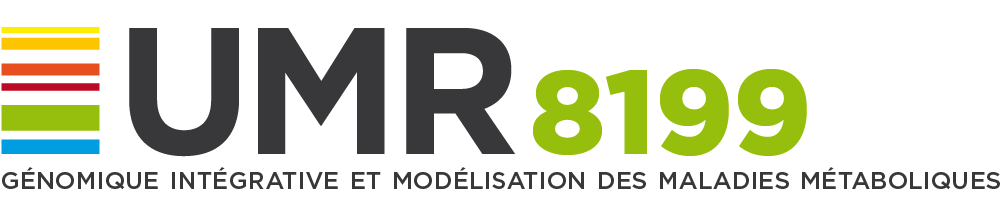 UMR 8199
GÉNOMIQUE INTÉGRATIVE ET MODÉLISATION DES MALADIES MÉTABOLIQUES